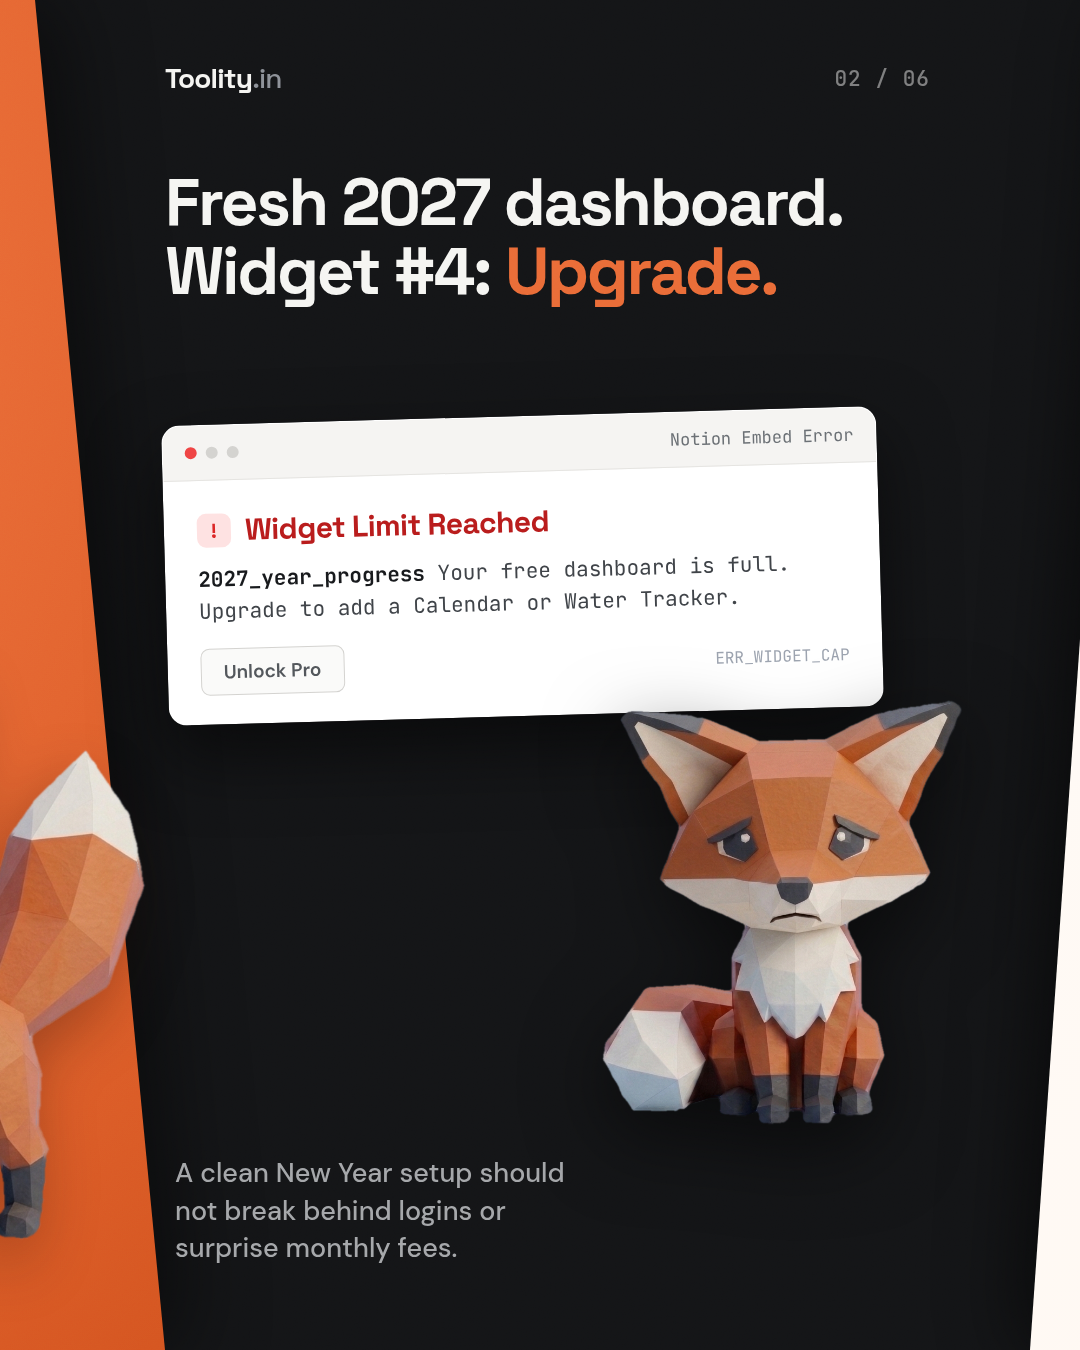 Toolity.in
02 / 06
Fresh 2027 dashboard.
Widget #4: Upgrade.
Notion Embed Error
! Widget Limit Reached
2027_year_progress Your free dashboard is full.
Upgrade to add a Calendar or Water Tracker.
Unlock Pro
ERR_WIDGET_CAP
A clean New Year setup should
not break behind logins or
surprise monthly fees.